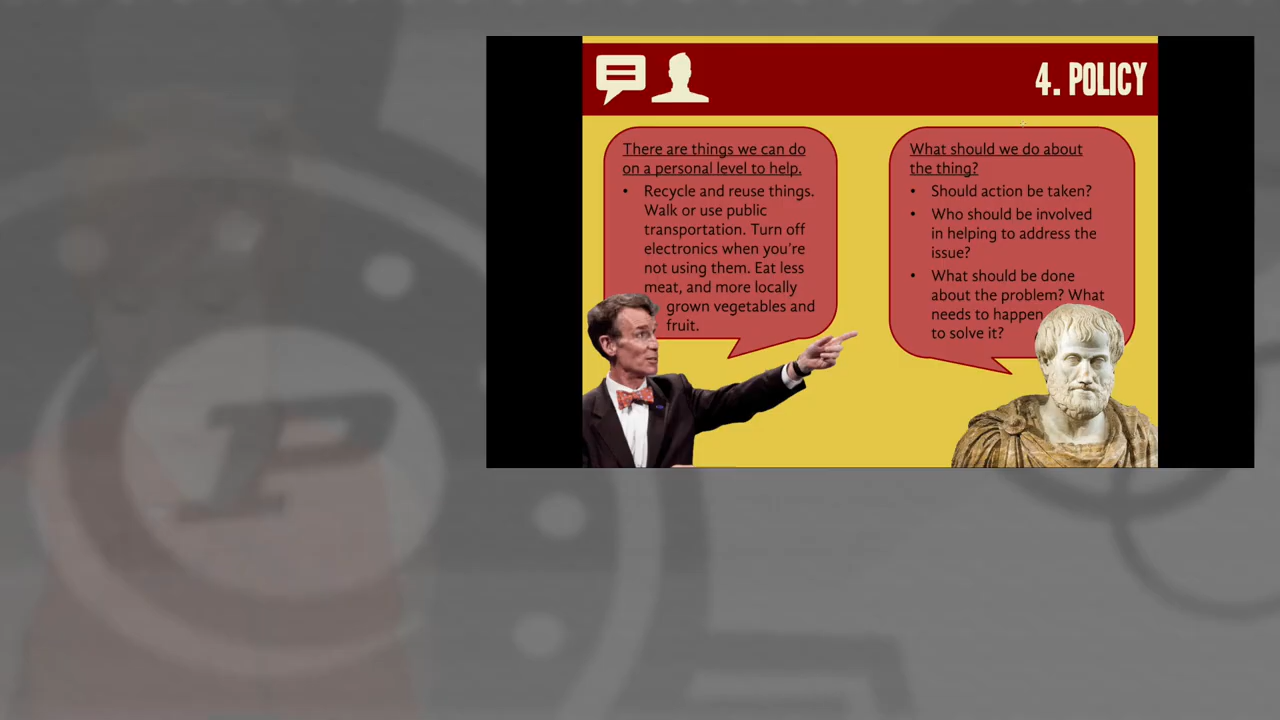 4. POLICY
There are things we can do
on a personal level to help.
• Recycle and reuse things.
Walk or use public
transportation. Turn off
electronics when you're
not using them. Eat less
meat, and more locally
grown vegetables and
fruit.
What should we do about
the thing?
• Should action be taken?
• Who should be involved
in helping to address the
issue?
• What should be done
about the problem? What
needs to happen
to solve it?